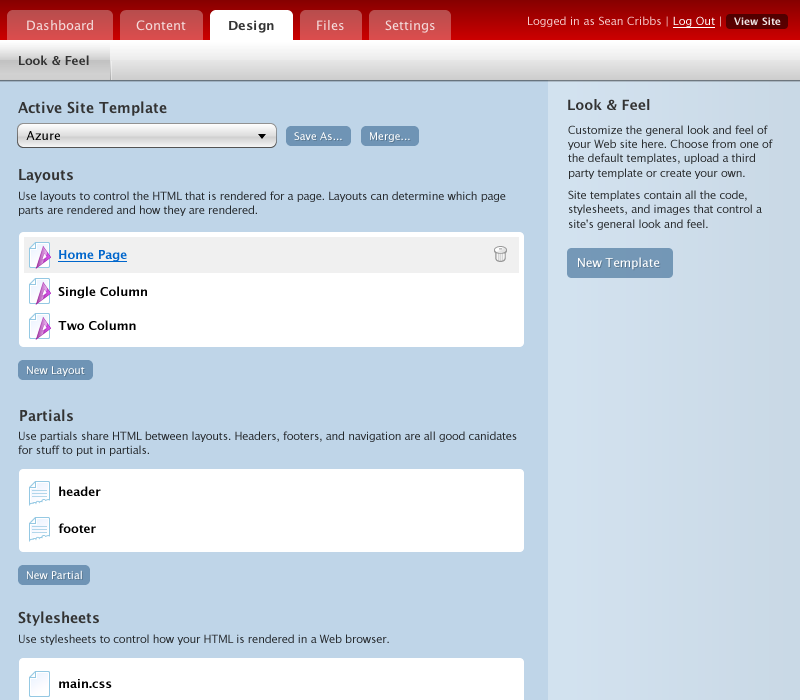 Dashboard Content Design Files Settings Logged in as Sean Cribbs | Log Out | View Site
Look & Feel
Active Site Template
Azure Save As... Merge...
Layouts
Use layouts to control the HTML that is rendered for a page. Layouts can determine which page
parts are rendered and how they are rendered.
Home Page
Single Column
Two Column
New Layout
Partials
Use partials share HTML between layouts. Headers, footers, and navigation are all good canidates
for stuff to put in partials.
header
footer
New Partial
Stylesheets
Use stylesheets to control how your HTML is rendered in a Web browser.
main.css
Look & Feel
Customize the general look and feel of
your Web site here. Choose from one of
the default templates, upload a third
party template or create your own.
Site templates contain all the code,
stylesheets, and images that control a
site's general look and feel.
New Template